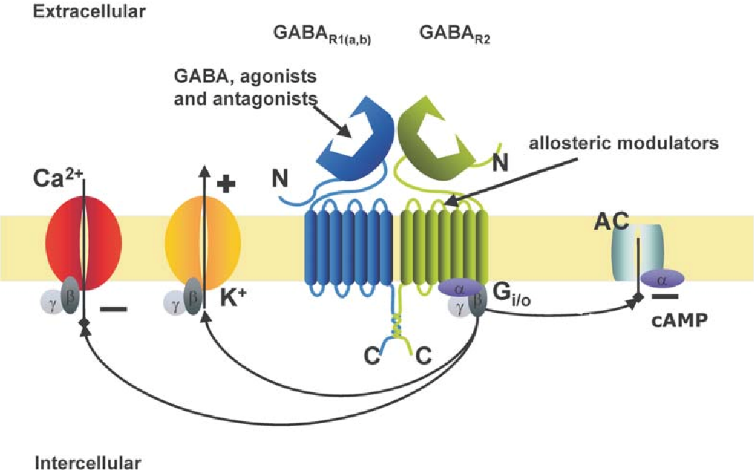 Extracellular
GABAR1(a,b)
GABAR2
GABA, agonists
and antagonists
allosteric modulators
N
N
Ca2+
+
AC
K+
γ
β
γ
β
α
γ
β
Gi/o
α
cAMP
C
C
Intercellular